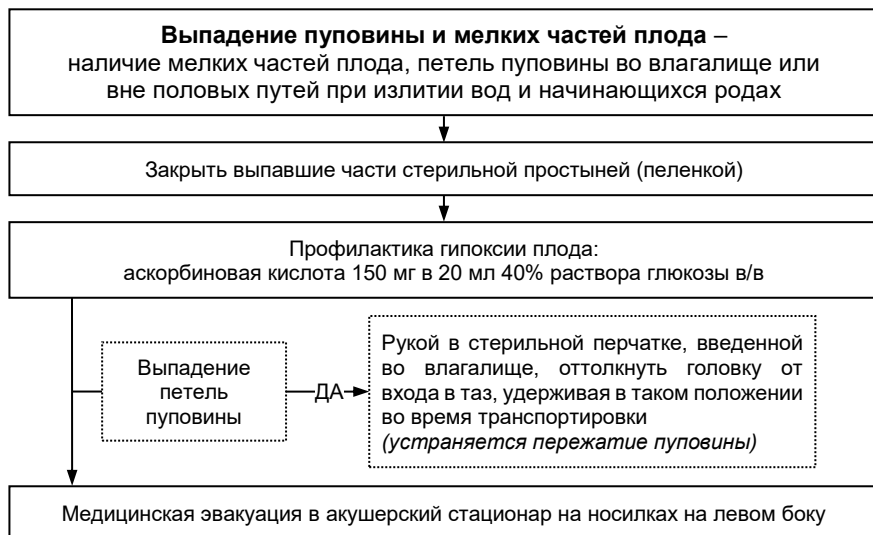 Выпадение пуповины и мелких частей плода –
наличие мелких частей плода, петель пуповины во влагалище или
вне половых путей при излитии вод и начинающихся родах
Закрыть выпавшие части стерильной простыней (пеленкой)
Профилактика гипоксии плода:
аскорбиновая кислота 150 мг в 20 мл 40% раствора глюкозы в/в
Выпадение
петель
пуповины
ДА
Рукой в стерильной перчатке, введенной
во влагалище, оттолкнуть головку от
входа в таз, удерживая в таком положении
во время транспортировки
(устраняется пережатие пуповины)
Медицинская эвакуация в акушерский стационар на носилках на левом боку